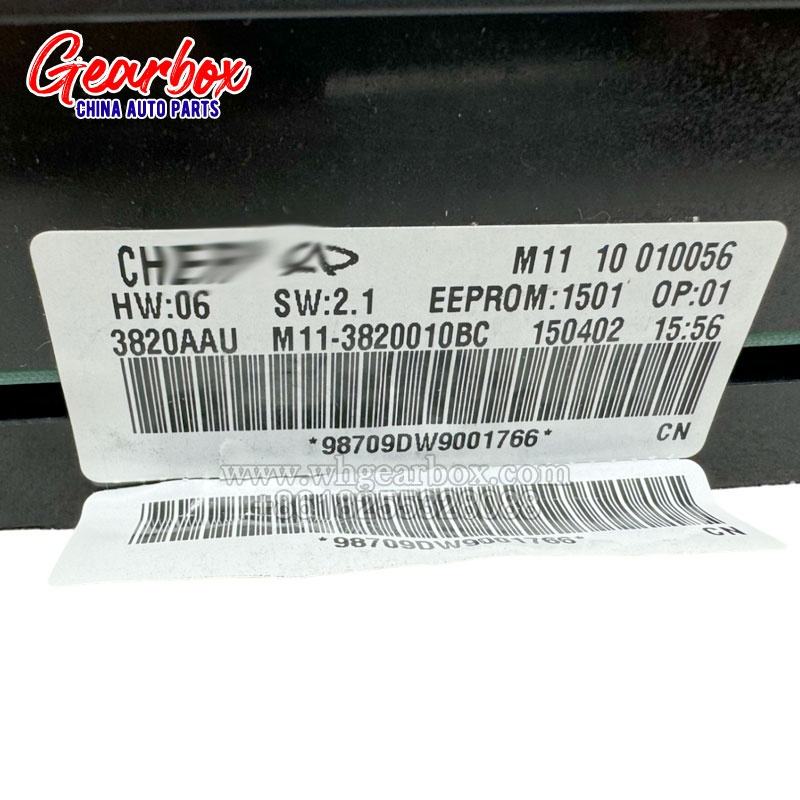 Gearbox
CHINA AUTO PARTS
M11 10 010056
HW:06 SW:2.1 EEPROM:1501 OP:01
3820AAU M11-3820010BC 150402 15:56
*98709DW9001766* CN
www.whgearbox.com
*98709DW9001766* CN